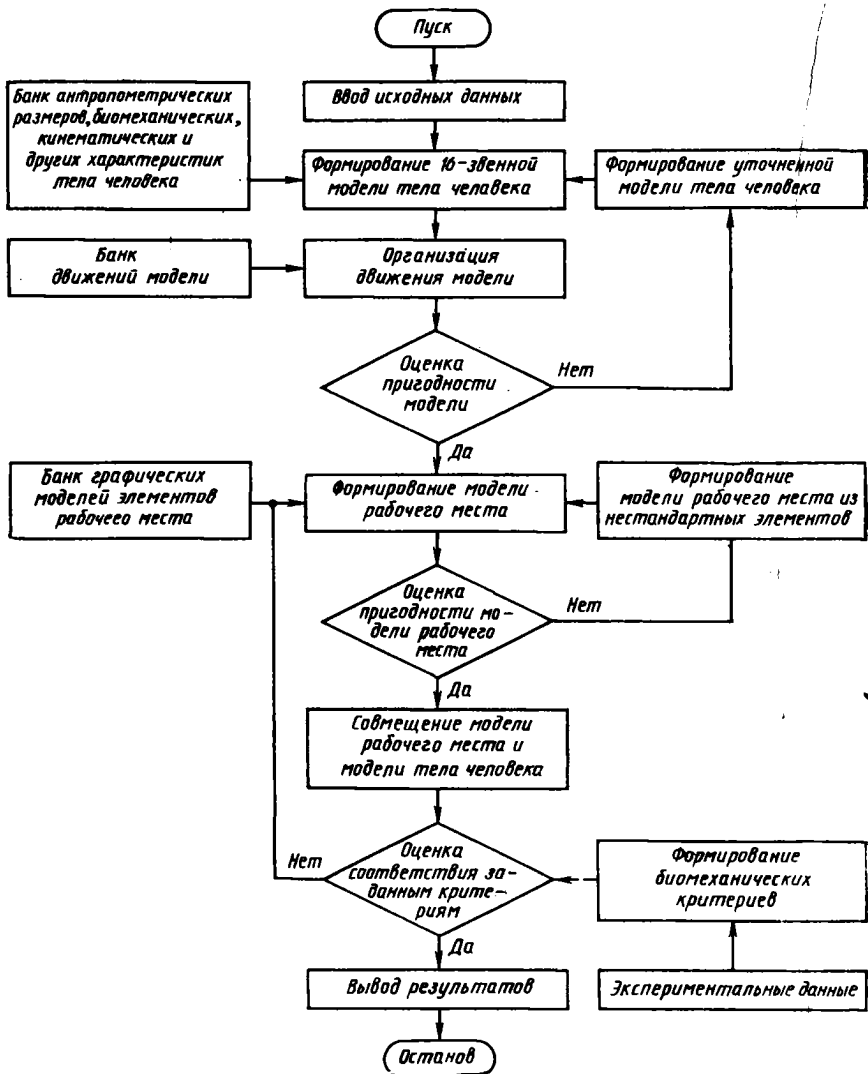 Пуск
Банк антропометрических
размеров, биомеханических,
кинематических и
других характеристик
тела человека
Ввод исходных данных
Формирование 16-звенной
модели тела человека
Формирование уточненной
модели тела человека
Банк
движений модели
Организация
движения модели
Оценка
пригодности
модели
Нет
Да
Банк графических
моделей элементов
рабочего места
Формирование модели
рабочего места
Формирование
модели рабочего места из
нестандартных элементов
Оценка
пригодности мо-
дели рабочего
места
Нет
Да
Совмещение модели
рабочего места и
модели тела человека
Нет
Оценка
соответствия за-
данным крите-
риям
Формирование
биомеханических
критериев
Да
Вывод результатов
Экспериментальные данные
Останов